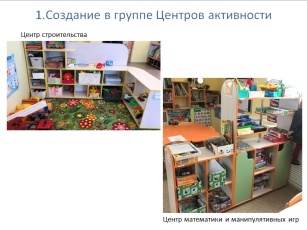 1.Создание в группе Центров активности
Центр строительства
Центр математики и манипулятивных игр